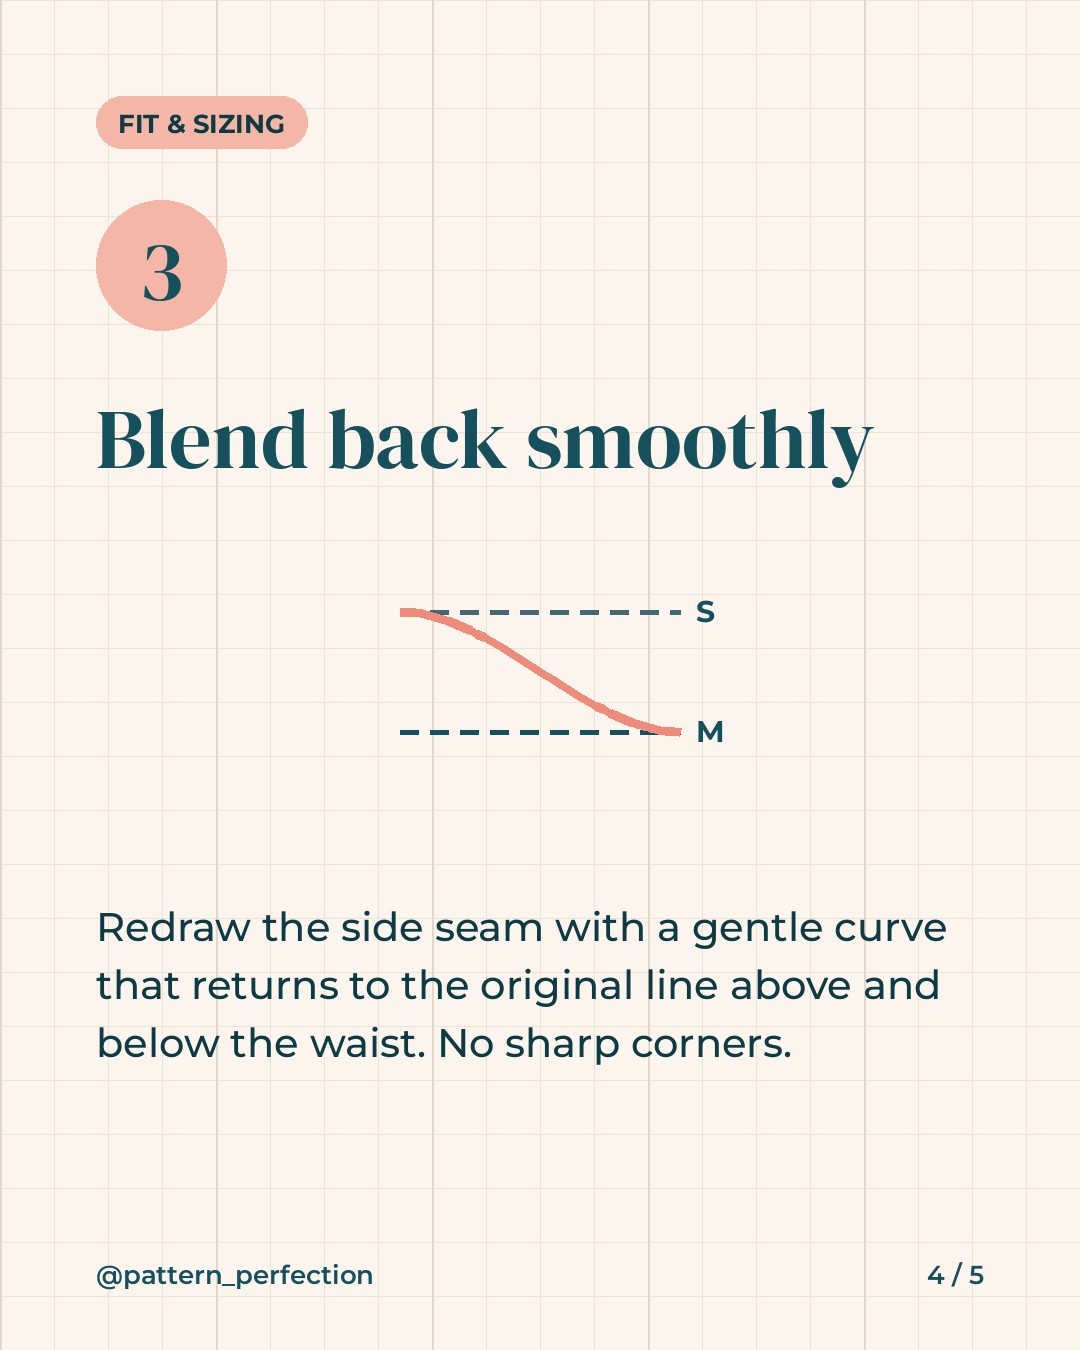 FIT & SIZING
3
Blend back smoothly
S
M
Redraw the side seam with a gentle curve
that returns to the original line above and
below the waist. No sharp corners.
@pattern_perfection
4 / 5